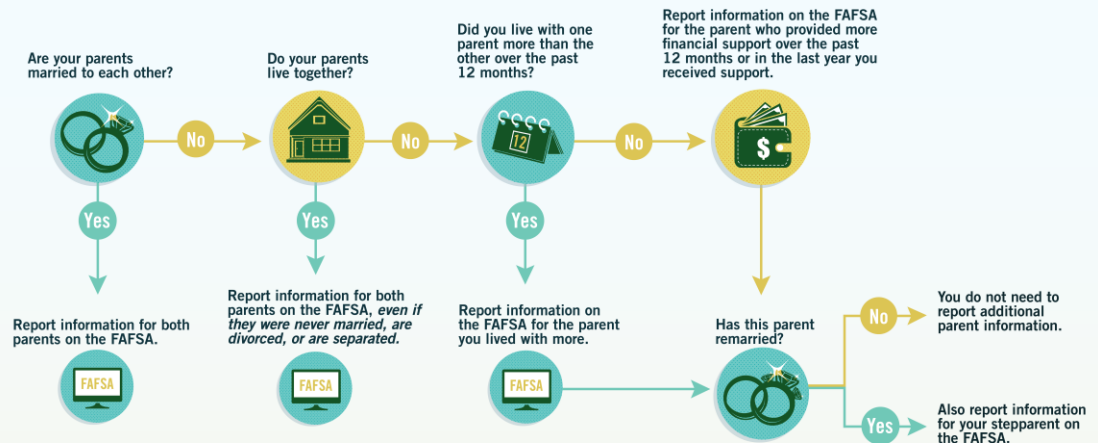 Are your parents
married to each other?
No
Yes
Report information for both
parents on the FAFSA.
FAFSA
Do your parents
live together?
No
Yes
Report information for both
parents on the FAFSA, even if
they were never married, are
divorced, or are separated.
FAFSA
Did you live with one
parent more than the
other over the past
12 months?
12
No
Yes
Report information on
the FAFSA for the parent
you lived with more.
FAFSA
Report information on the FAFSA
for the parent who provided more
financial support over the past
12 months or in the last year you
received support.
$
Has this parent
remarried?
No
You do not need to
report additional
parent information.
Yes
Also report information
for your stepparent on
the FAFSA.